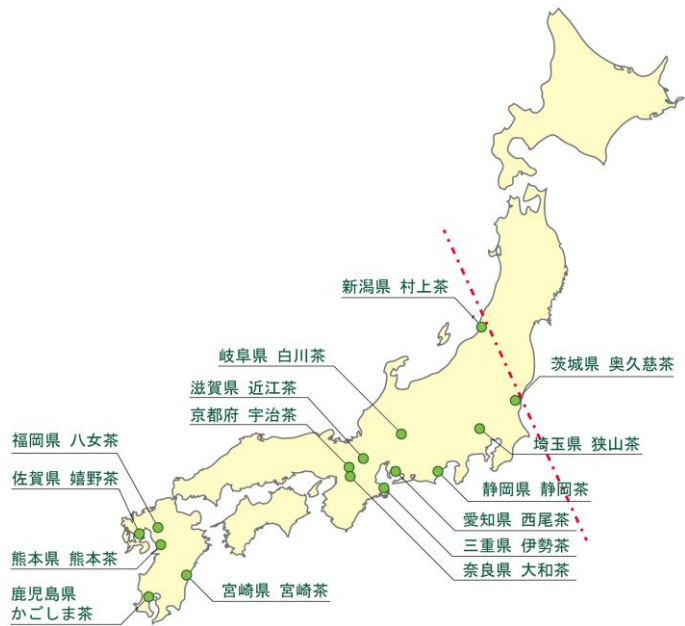 新潟県 村上茶
岐阜県 白川茶
茨城県 奥久慈茶
滋賀県 近江茶
京都府 宇治茶
福岡県 八女茶
埼玉県 狭山茶
佐賀県 嬉野茶
静岡県 静岡茶
愛知県 西尾茶
三重県 伊勢茶
熊本県 熊本茶
奈良県 大和茶
宮崎県 宮崎茶
鹿児島県
かごしま茶